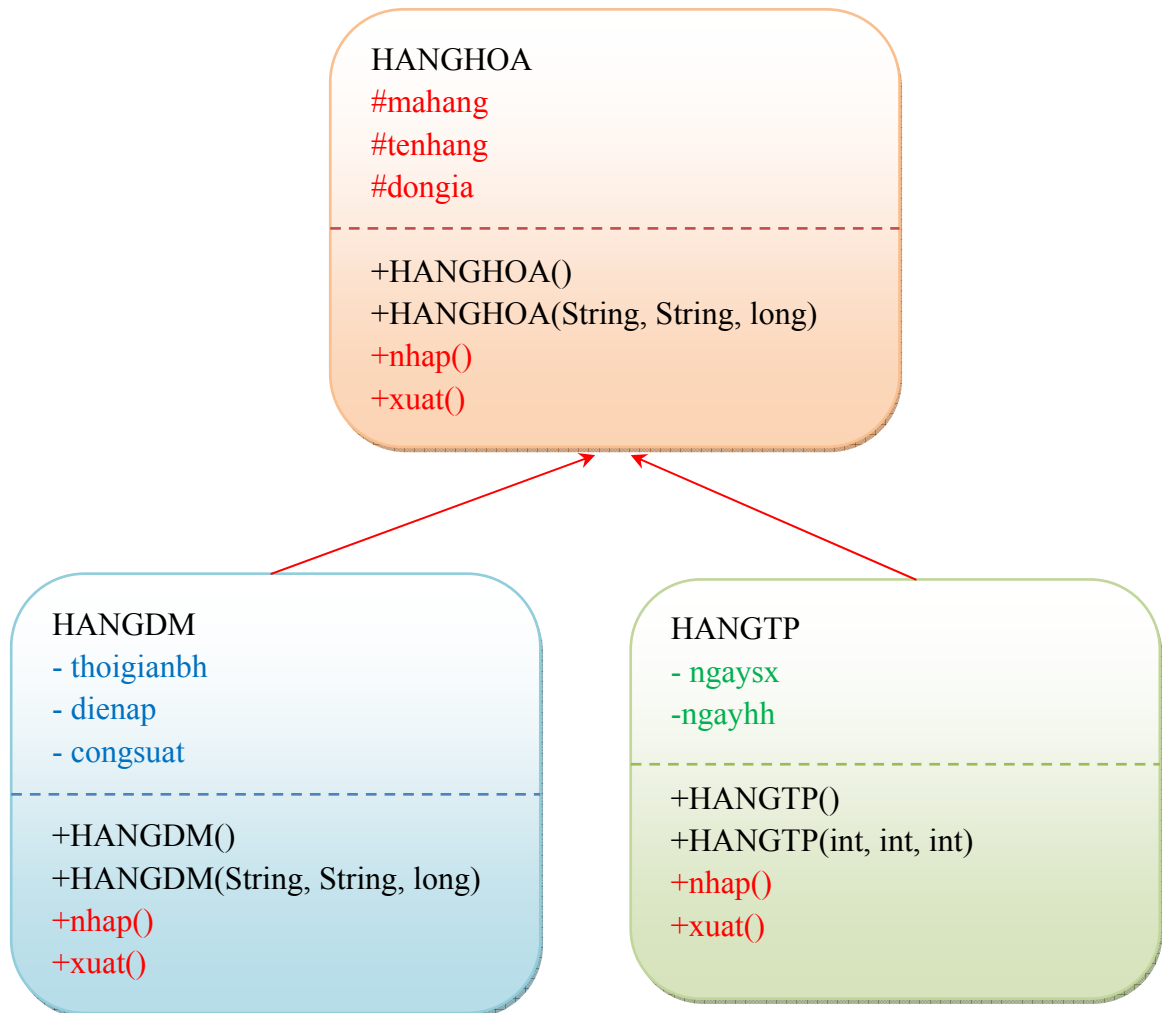 HANGHOA
#mahang
#tenhang
#dongia
+HANGHOA()
+HANGHOA(String, String, long)
+nhap()
+xuat()
HANGDM
- thoigianbh
- dienap
- congsuat
+HANGDM()
+HANGDM(String, String, long)
+nhap()
+xuat()
HANGTP
- ngaysx
-ngayhh
+HANGTP()
+HANGTP(int, int, int)
+nhap()
+xuat()